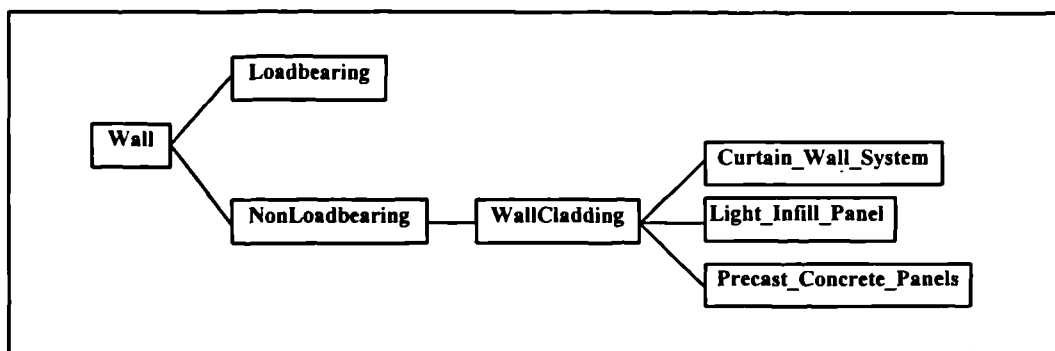 Loadbearing
Wall
Curtain_Wall_System
NonLoadbearing
WallCladding
Light_Infill_Panel
Precast_Concrete_Panels